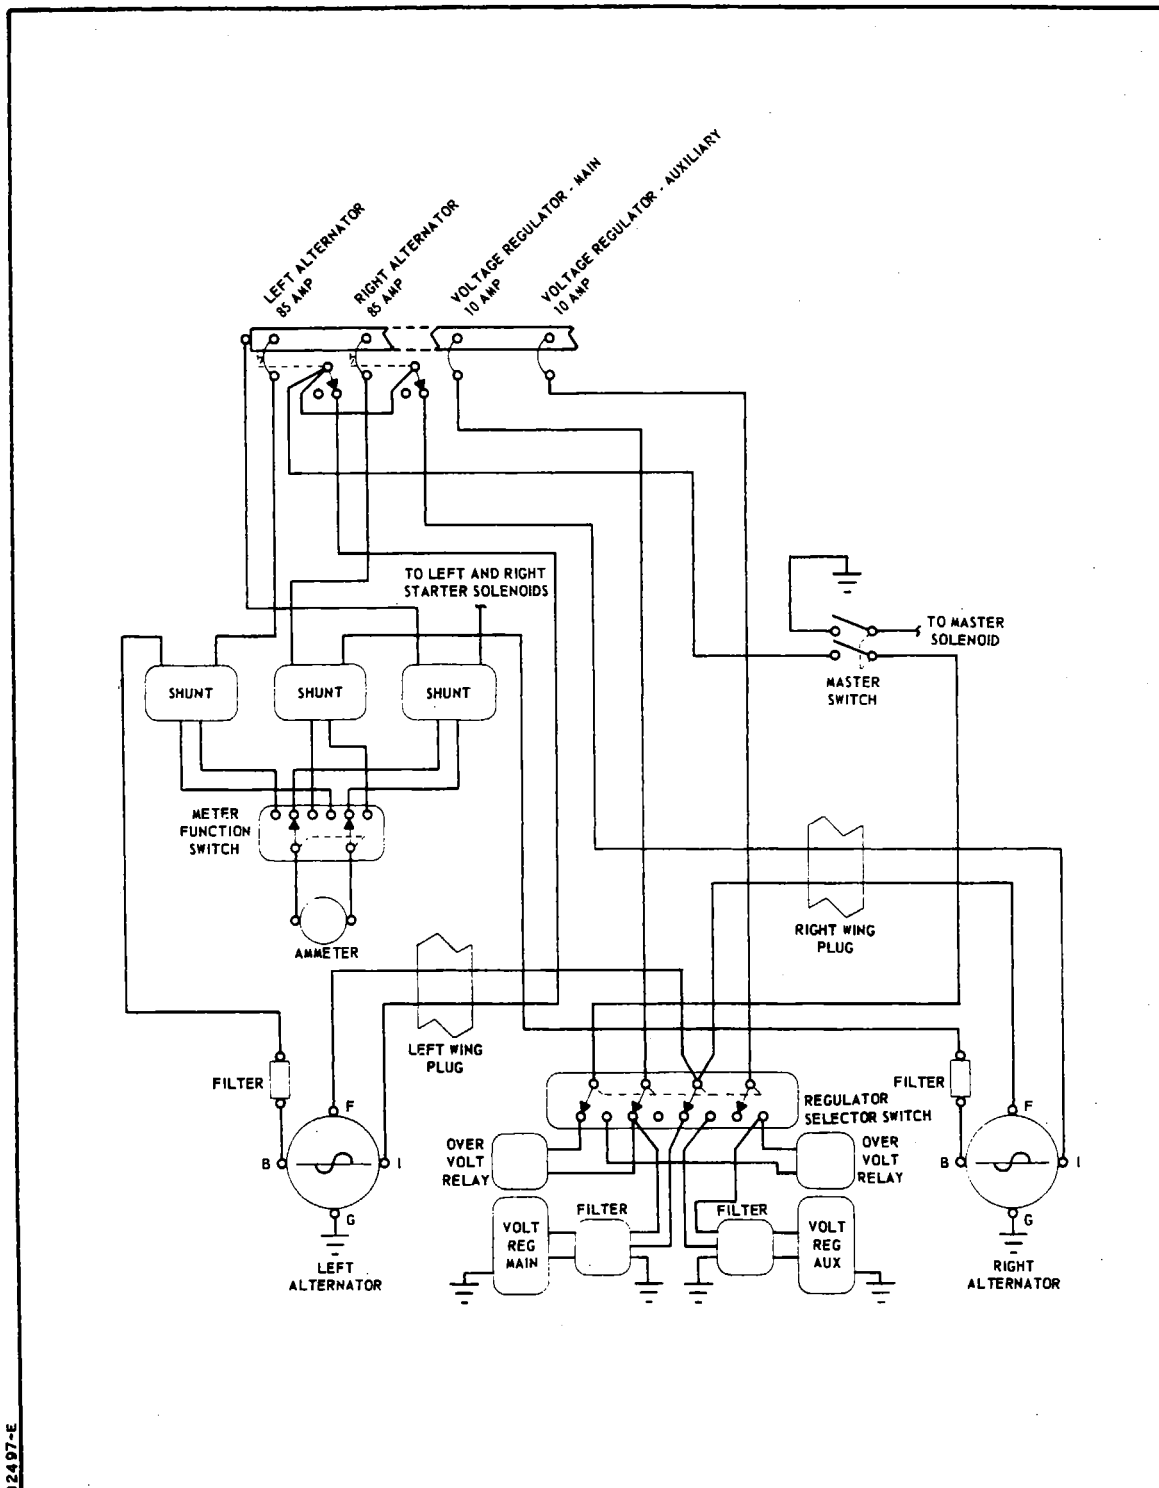 LEFT ALTERNATOR
85 AMP
RIGHT ALTERNATOR
85 AMP
VOLTAGE REGULATOR - MAIN
10 AMP
VOLTAGE REGULATOR - AUXILIARY
10 AMP
TO LEFT AND RIGHT
STARTER SOLENOIDS
TO MASTER
SOLENOID
MASTER
SWITCH
SHUNT
SHUNT
SHUNT
METER
FUNCTION
SWITCH
AMMETER
RIGHT WING
PLUG
LEFT WING
PLUG
FILTER
FILTER
REGULATOR
SELECTOR SWITCH
F
B
I
G
LEFT
ALTERNATOR
OVER
VOLT
RELAY
OVER
VOLT
RELAY
F
B
I
G
RIGHT
ALTERNATOR
VOLT
REG
MAIN
FILTER
FILTER
VOLT
REG
AUX
2497-E